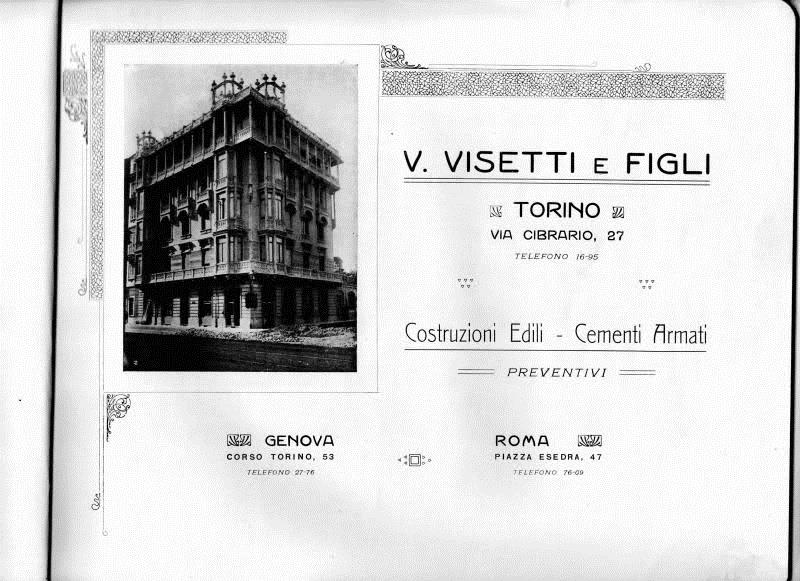 V. VISETTI E FIGLI
TORINO
VIA CIBRARIO, 27
TELEFONO 16-95
Costruzioni Edili - Cementi Armati
PREVENTIVI
GENOVA
CORSO TORINO, 53
TELEFONO 27-76
ROMA
PIAZZA ESEDRA, 47
TELEFONO 76-09